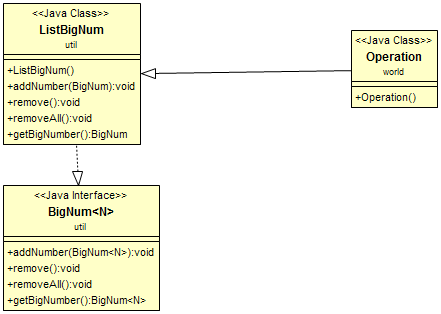 <<Java Class>>
ListBigNum
util
+ListBigNum()
+addNumber(BigNum):void
+remove():void
+removeAll():void
+getBigNumber():BigNum
<<Java Class>>
Operation
world
+Operation()
<<Java Interface>>
BigNum<N>
util
+addNumber(BigNum<N>):void
+remove():void
+removeAll():void
+getBigNumber():BigNum<N>